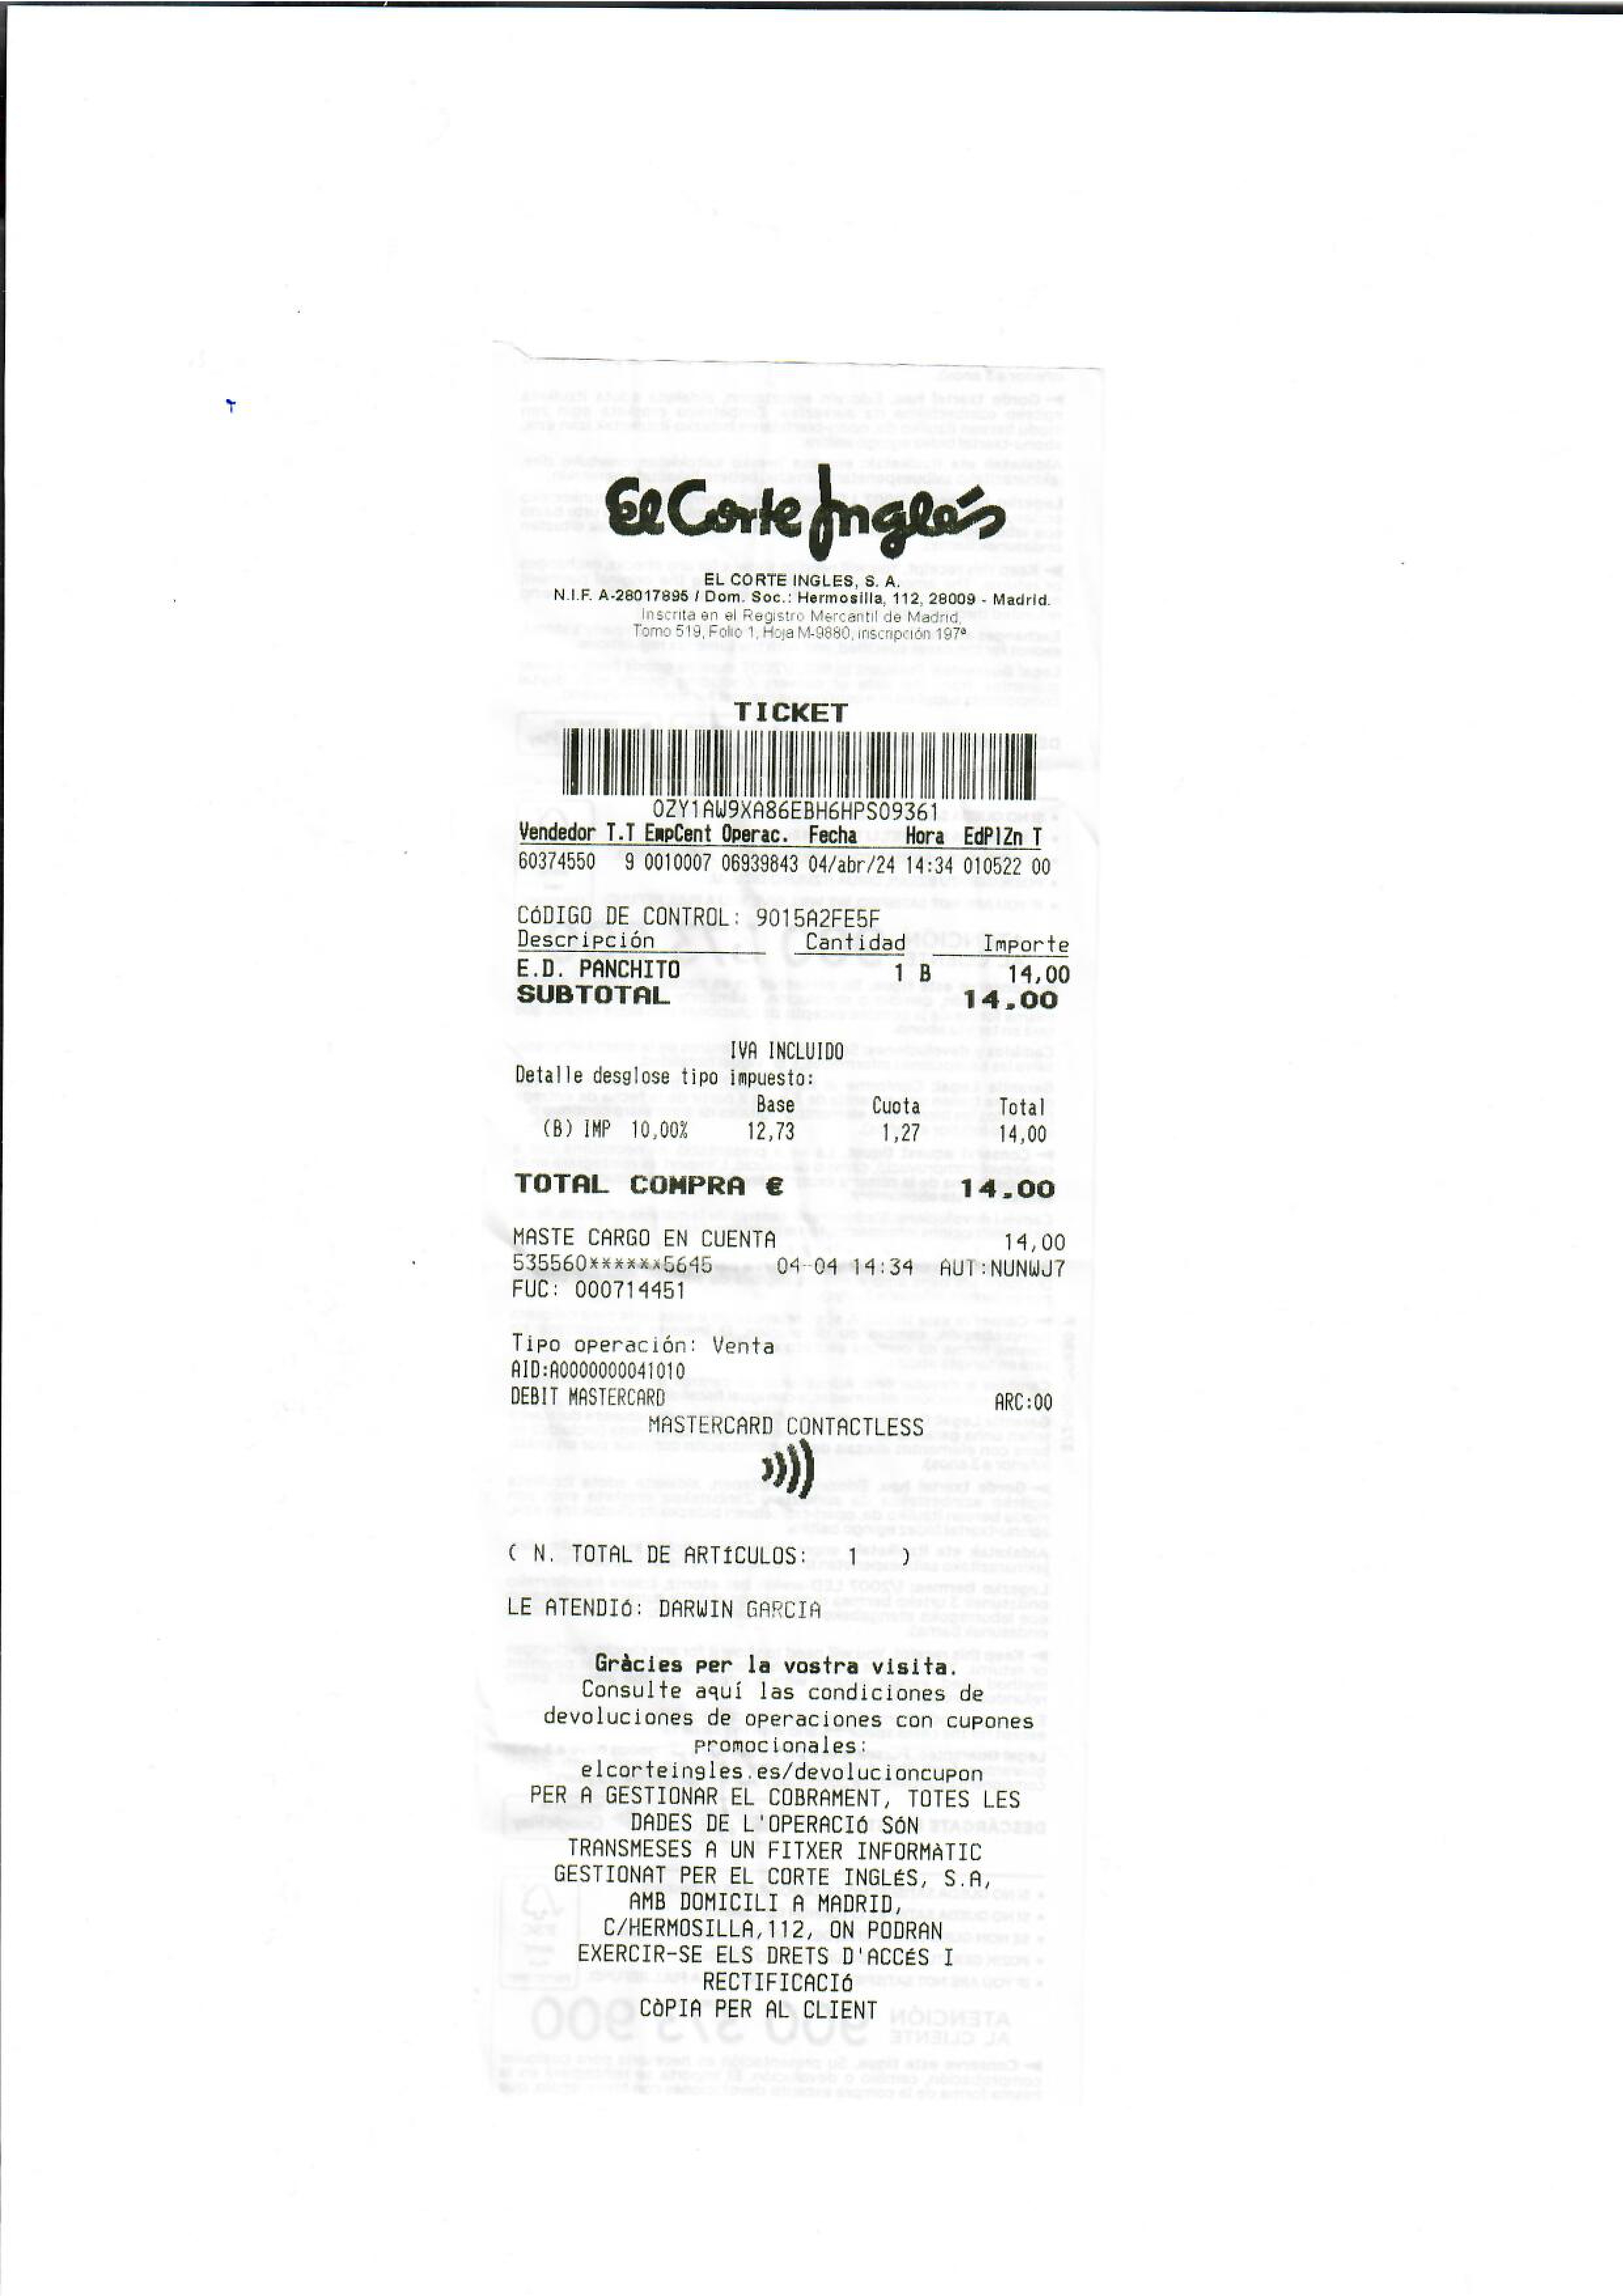 El Corte Inglés
EL CORTE INGLES, S. A.
N.I.F. A-28017895 / Dom. Soc.: Hermosilla, 112, 28009 - Madrid.
Inscrita en el Registro Mercantil de Madrid,
Tomo 519, Folio 1, Hoja M-9880, inscripción 197ª
TICKET
0ZY1AW9XA86EBH6HPS09361
Vendedor T.T EmpCent Operac. Fecha Hora EdPlZn T
60374550 9 0010007 06939843 04/abr/24 14:34 010522 00
CóDIGO DE CONTROL: 9015A2FE5F
Descripción Cantidad Importe
E.D. PANCHITO 1 B 14,00
SUBTOTAL 14.00
IVA INCLUIDO
Detalle desglose tipo impuesto:
Base Cuota Total
(B) IMP 10,00% 12,73 1,27 14,00
TOTAL COMPRA € 14.00
MASTE CARGO EN CUENTA 14,00
535560******5645 04-04 14:34 AUT:NUNWJ7
FUC: 000714451
Tipo operación: Venta
AID:A0000000041010
DEBIT MASTERCARD ARC:00
MASTERCARD CONTACTLESS
( N. TOTAL DE ARTíCULOS: 1 )
LE ATENDIó: DARWIN GARCIA
Gràcies per la vostra visita.
Consulte aquí las condiciones de
devoluciones de operaciones con cupones
promocionales:
elcorteingles.es/devolucioncupon
PER A GESTIONAR EL COBRAMENT, TOTES LES
DADES DE L'OPERACIó SóN
TRANSMESES A UN FITXER INFORMàTIC
GESTIONAT PER EL CORTE INGLéS, S.A,
AMB DOMICILI A MADRID,
C/HERMOSILLA,112, ON PODRAN
EXERCIR-SE ELS DRETS D'ACCéS I
RECTIFICACIó
CòPIA PER AL CLIENT